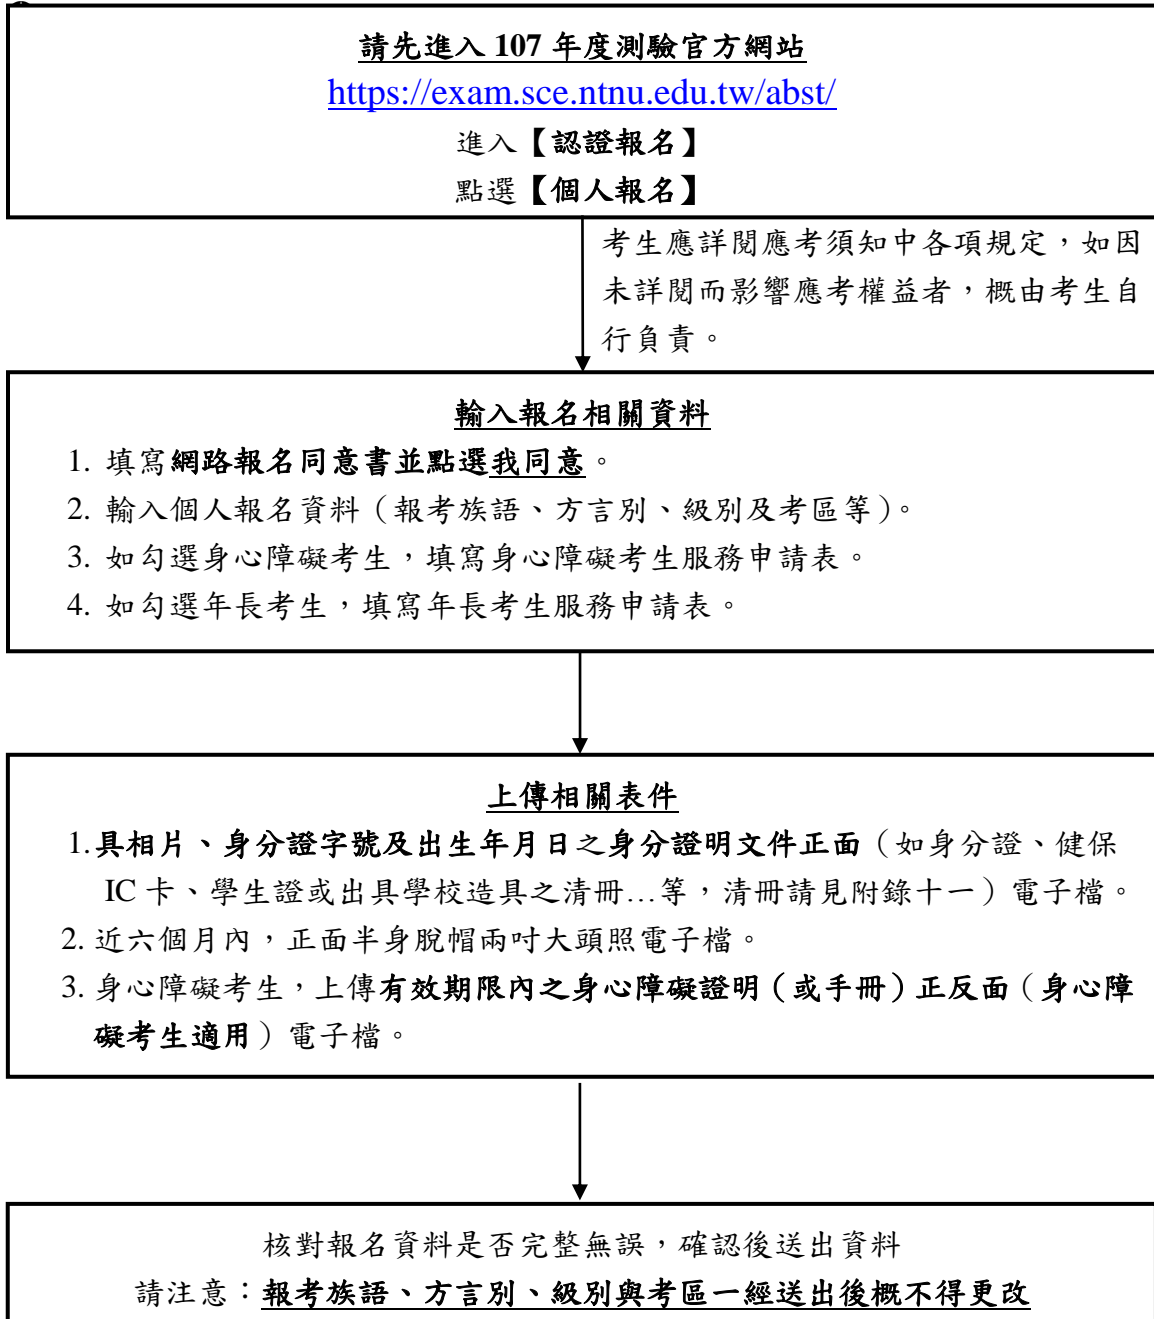 請先進入 107 年度測驗官方網站
https://exam.sce.ntnu.edu.tw/abst/
進入【認證報名】
點選【個人報名】
考生應詳閱應考須知中各項規定，如因
未詳閱而影響應考權益者，概由考生自
行負責。
輸入報名相關資料
1. 填寫網路報名同意書並點選我同意。
2. 輸入個人報名資料（報考族語、方言別、級別及考區等）。
3. 如勾選身心障礙考生，填寫身心障礙考生服務申請表。
4. 如勾選年長考生，填寫年長考生服務申請表。
上傳相關表件
1. 具相片、身分證字號及出生年月日之身分證明文件正面（如身分證、健保
IC 卡、學生證或出具學校造具之清冊…等，清冊請見附錄十一）電子檔。
2. 近六個月內，正面半身脫帽兩吋大頭照電子檔。
3. 身心障礙考生，上傳有效期限內之身心障礙證明（或手冊）正反面（身心障
礙考生適用）電子檔。
核對報名資料是否完整無誤，確認後送出資料
請注意：報考族語、方言別、級別與考區一經送出後概不得更改